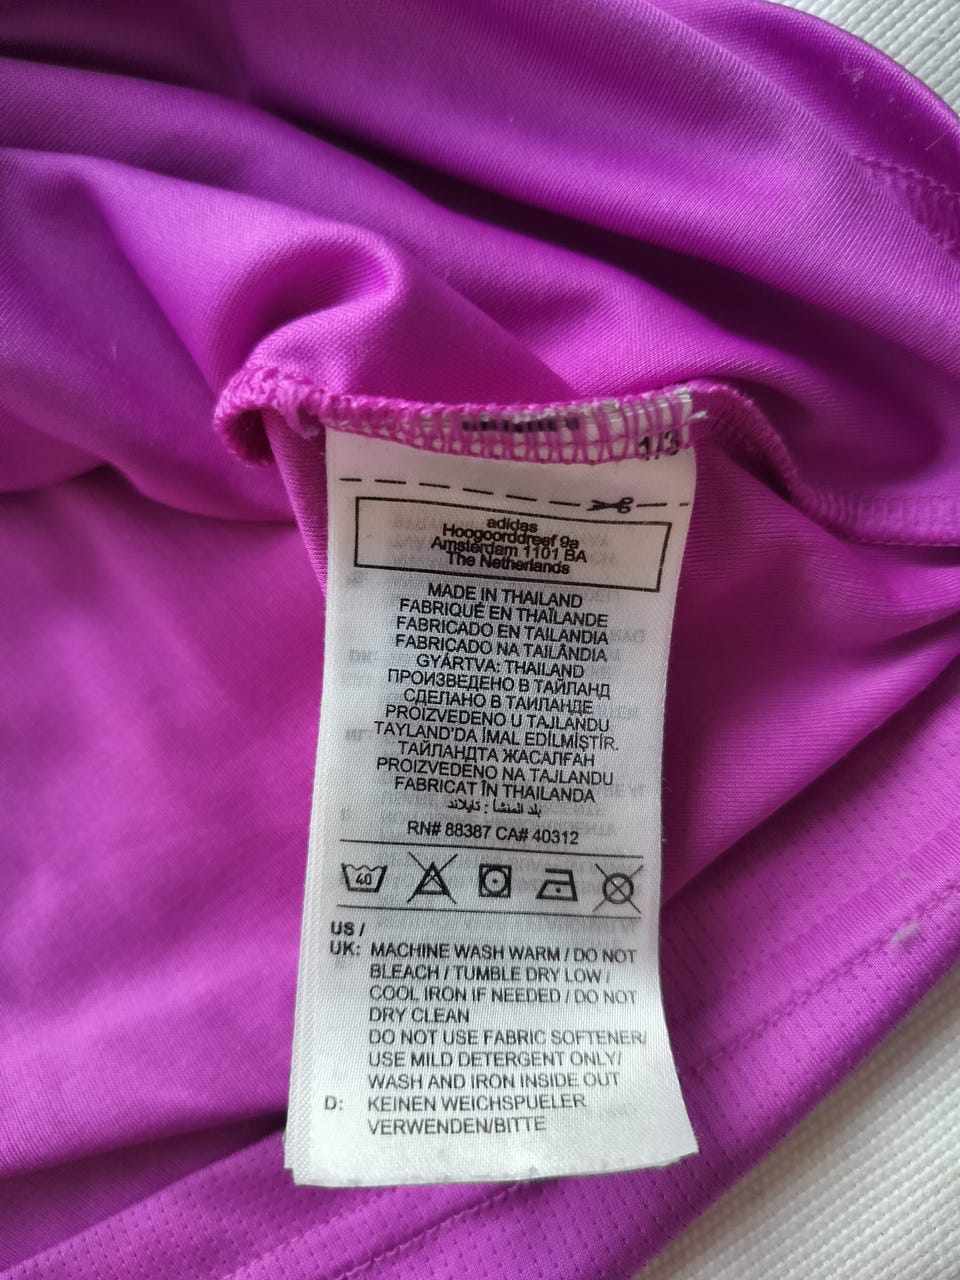 1/3
adidas
Hoogoorddreef 9a
Amsterdam 1101 BA
The Netherlands
MADE IN THAILAND
FABRIQUÉ EN THAÏLANDE
FABRICADO EN TAILANDIA
FABRICADO NA TAILÂNDIA
GYÁRTVA: THAILAND
ПРОИЗВЕДЕНО В ТАЙЛАНД
СДЕЛАНО В ТАИЛАНДЕ
PROIZVEDENO U TAJLANDU
TAYLAND'DA İMAL EDİLMİŞTİR.
ТАЙЛАНДТА ЖАСАЛҒАН
PROIZVEDENO NA TAJLANDU
FABRICAT ÎN THAILANDA
بلد المنشأ : تايلاند
RN# 88387 CA# 40312
40
US /
UK: MACHINE WASH WARM / DO NOT
BLEACH / TUMBLE DRY LOW /
COOL IRON IF NEEDED / DO NOT
DRY CLEAN
DO NOT USE FABRIC SOFTENER/
USE MILD DETERGENT ONLY/
WASH AND IRON INSIDE OUT
D: KEINEN WEICHSPUELER
VERWENDEN/BITTE